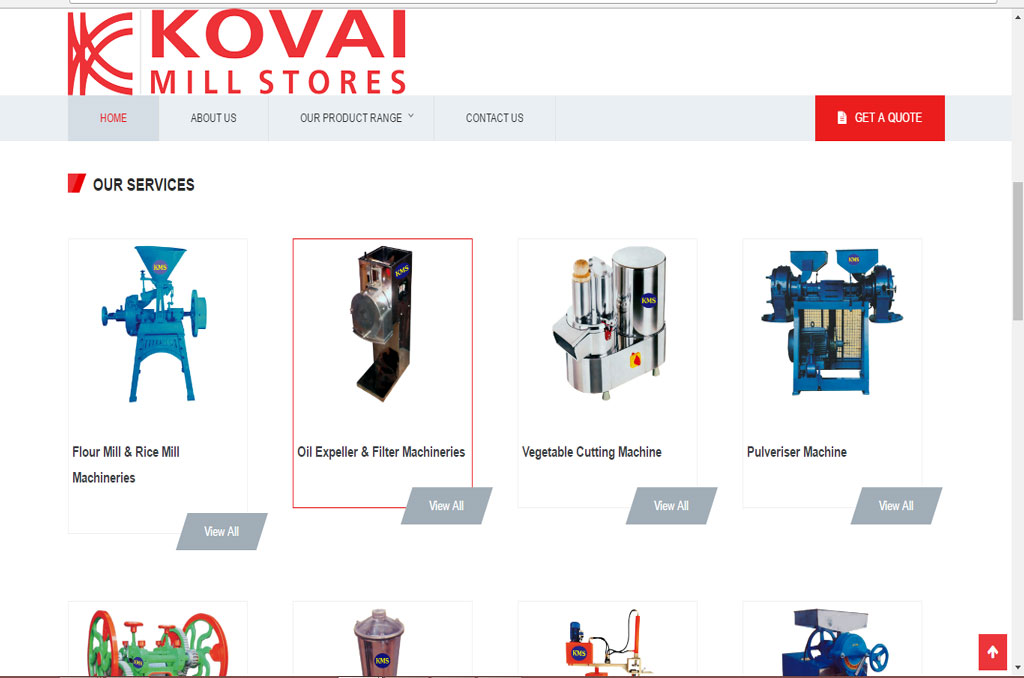 KOVAI
MILL STORES
HOME
ABOUT US
OUR PRODUCT RANGE
CONTACT US
GET A QUOTE
OUR SERVICES
KMS
KMS
KMS
KMS
Flour Mill & Rice Mill
Machineries
Oil Expeller & Filter Machineries
Vegetable Cutting Machine
Pulveriser Machine
View All
View All
View All
View All
KMS
KMS
KMS
KMS